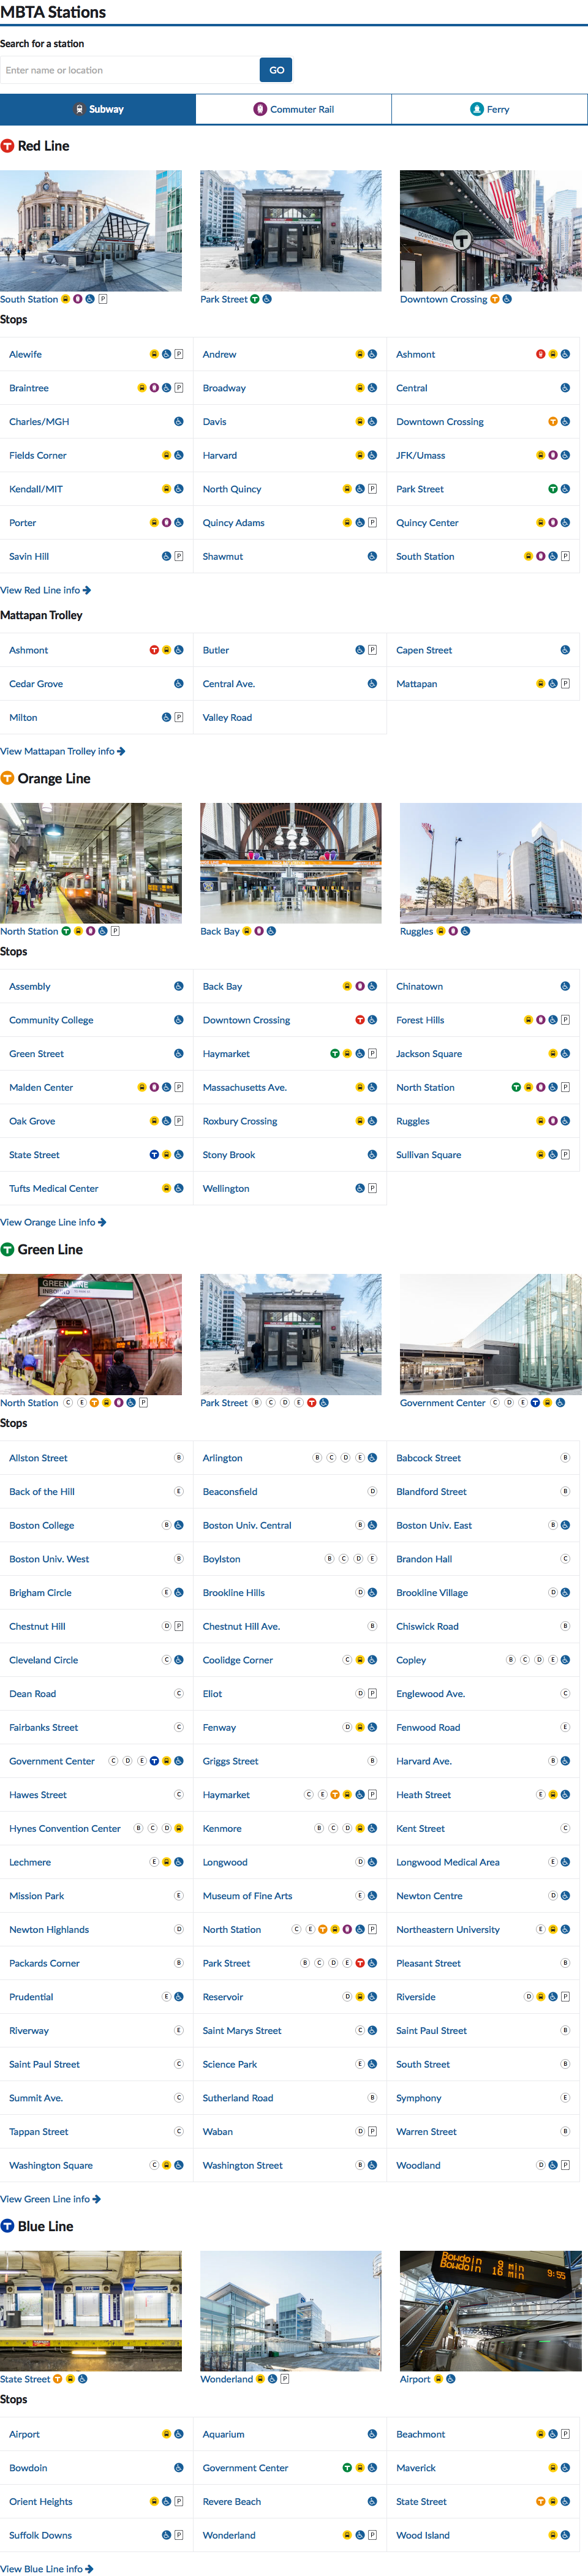 MBTA Stations
Search for a station
Enter name or location GO
Subway Commuter Rail Ferry
T Red Line
South Station P Park Street T Downtown Crossing T
Stops
Alewife P Andrew Ashmont
Braintree P Broadway Central
Charles/MGH Davis Downtown Crossing T
Fields Corner Harvard JFK/Umass
Kendall/MIT North Quincy P Park Street T
Porter Quincy Adams P Quincy Center
Savin Hill P Shawmut South Station P
View Red Line info
Mattapan Trolley
Ashmont T Butler P Capen Street
Cedar Grove Central Ave. Mattapan P
Milton P Valley Road
View Mattapan Trolley info
T Orange Line
North Station T P Back Bay Ruggles
Stops
Assembly Back Bay Chinatown
Community College Downtown Crossing T Forest Hills P
Green Street Haymarket T P Jackson Square
Malden Center P Massachusetts Ave. North Station T P
Oak Grove P Roxbury Crossing Ruggles
State Street T Stony Brook Sullivan Square P
Tufts Medical Center Wellington P
View Orange Line info
T Green Line
GREEN LINE
INBOUND
North Station C E T P Park Street B C D E T Government Center C D E T
Stops
Allston Street B Arlington B C D E Babcock Street B
Back of the Hill E Beaconsfield D Blandford Street B
Boston College B Boston Univ. Central B Boston Univ. East B
Boston Univ. West B Boylston B C D E Brandon Hall C
Brigham Circle E Brookline Hills D Brookline Village D
Chestnut Hill D P Chestnut Hill Ave. B Chiswick Road B
Cleveland Circle C Coolidge Corner C Copley B C D E
Dean Road C Eliot D P Englewood Ave. C
Fairbanks Street C Fenway D Fenwood Road E
Government Center C D E T Griggs Street B Harvard Ave. B
Hawes Street C Haymarket C E T P Heath Street E
Hynes Convention Center B C D Kenmore B C D Kent Street C
Lechmere E Longwood D Longwood Medical Area E
Mission Park E Museum of Fine Arts E Newton Centre D
Newton Highlands D North Station C E T P Northeastern University E
Packards Corner B Park Street B C D E T Pleasant Street B
Prudential E Reservoir D Riverside D P
Riverway E Saint Marys Street C Saint Paul Street B
Saint Paul Street C Science Park E South Street B
Summit Ave. C Sutherland Road B Symphony E
Tappan Street C Waban D P Warren Street B
Washington Square C Washington Street B Woodland D P
View Green Line info
T Blue Line
STATE
Bowdoin 9 min
Bowdoin 16 min 9:55
State Street T Wonderland P Airport
Stops
Airport Aquarium Beachmont P
Bowdoin Government Center T Maverick
Orient Heights P Revere Beach State Street T
Suffolk Downs P Wonderland P Wood Island
View Blue Line info